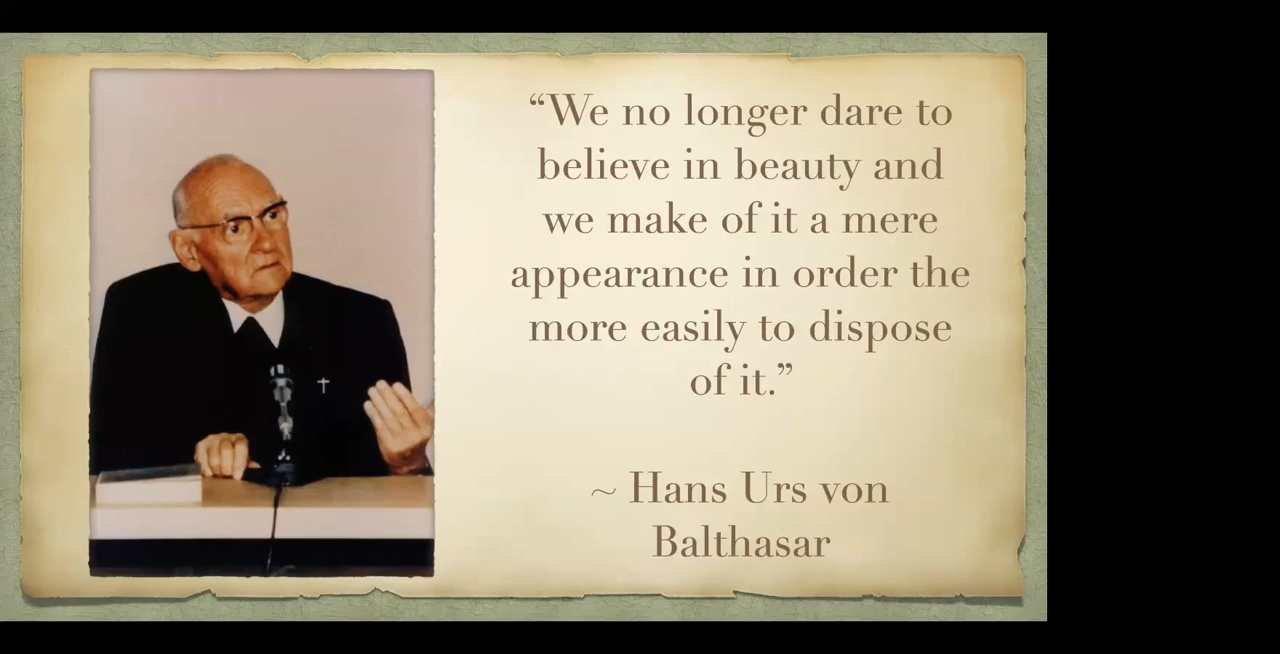 “We no longer dare to
believe in beauty and
we make of it a mere
appearance in order the
more easily to dispose
of it.”
~ Hans Urs von
Balthasar